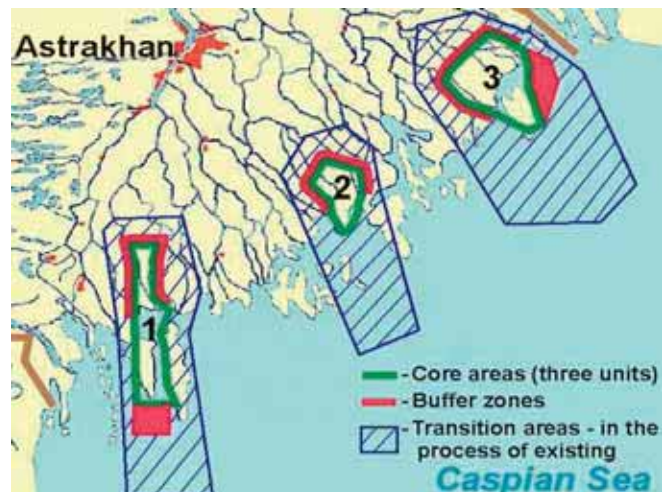 Astrakhan
3
2
1
- Core areas (three units)
- Buffer zones
- Transition areas - in the
process of existing
Caspian Sea